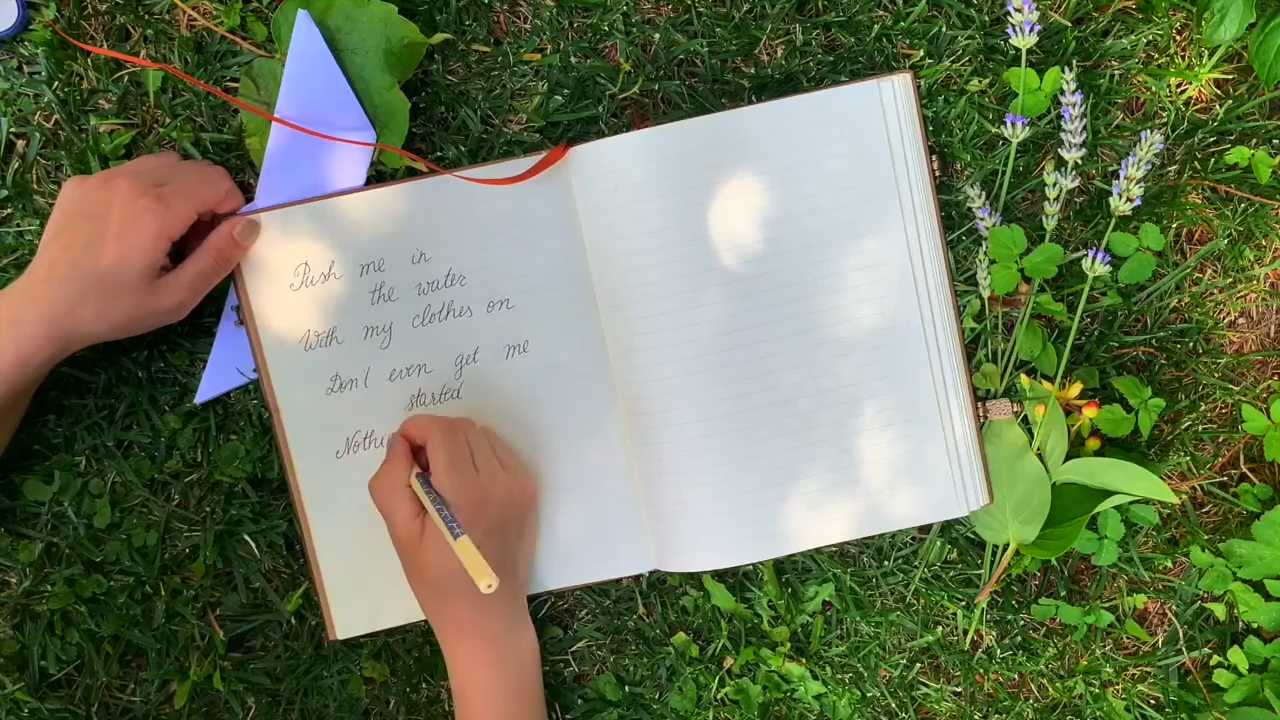 Push me in
the water
With my clothes on
Don't even get me
started